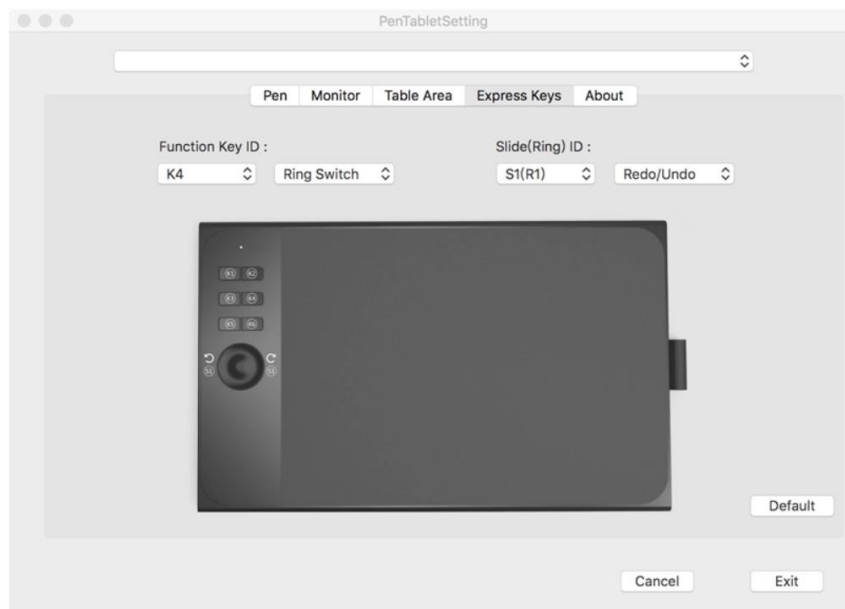 PenTabletSetting
Pen Monitor Table Area Express Keys About
Function Key ID : Slide(Ring) ID :
K4 Ring Switch S1(R1) Redo/Undo
K1 K2
K3 K4
K5 K6
S1 S1
Default
Cancel Exit